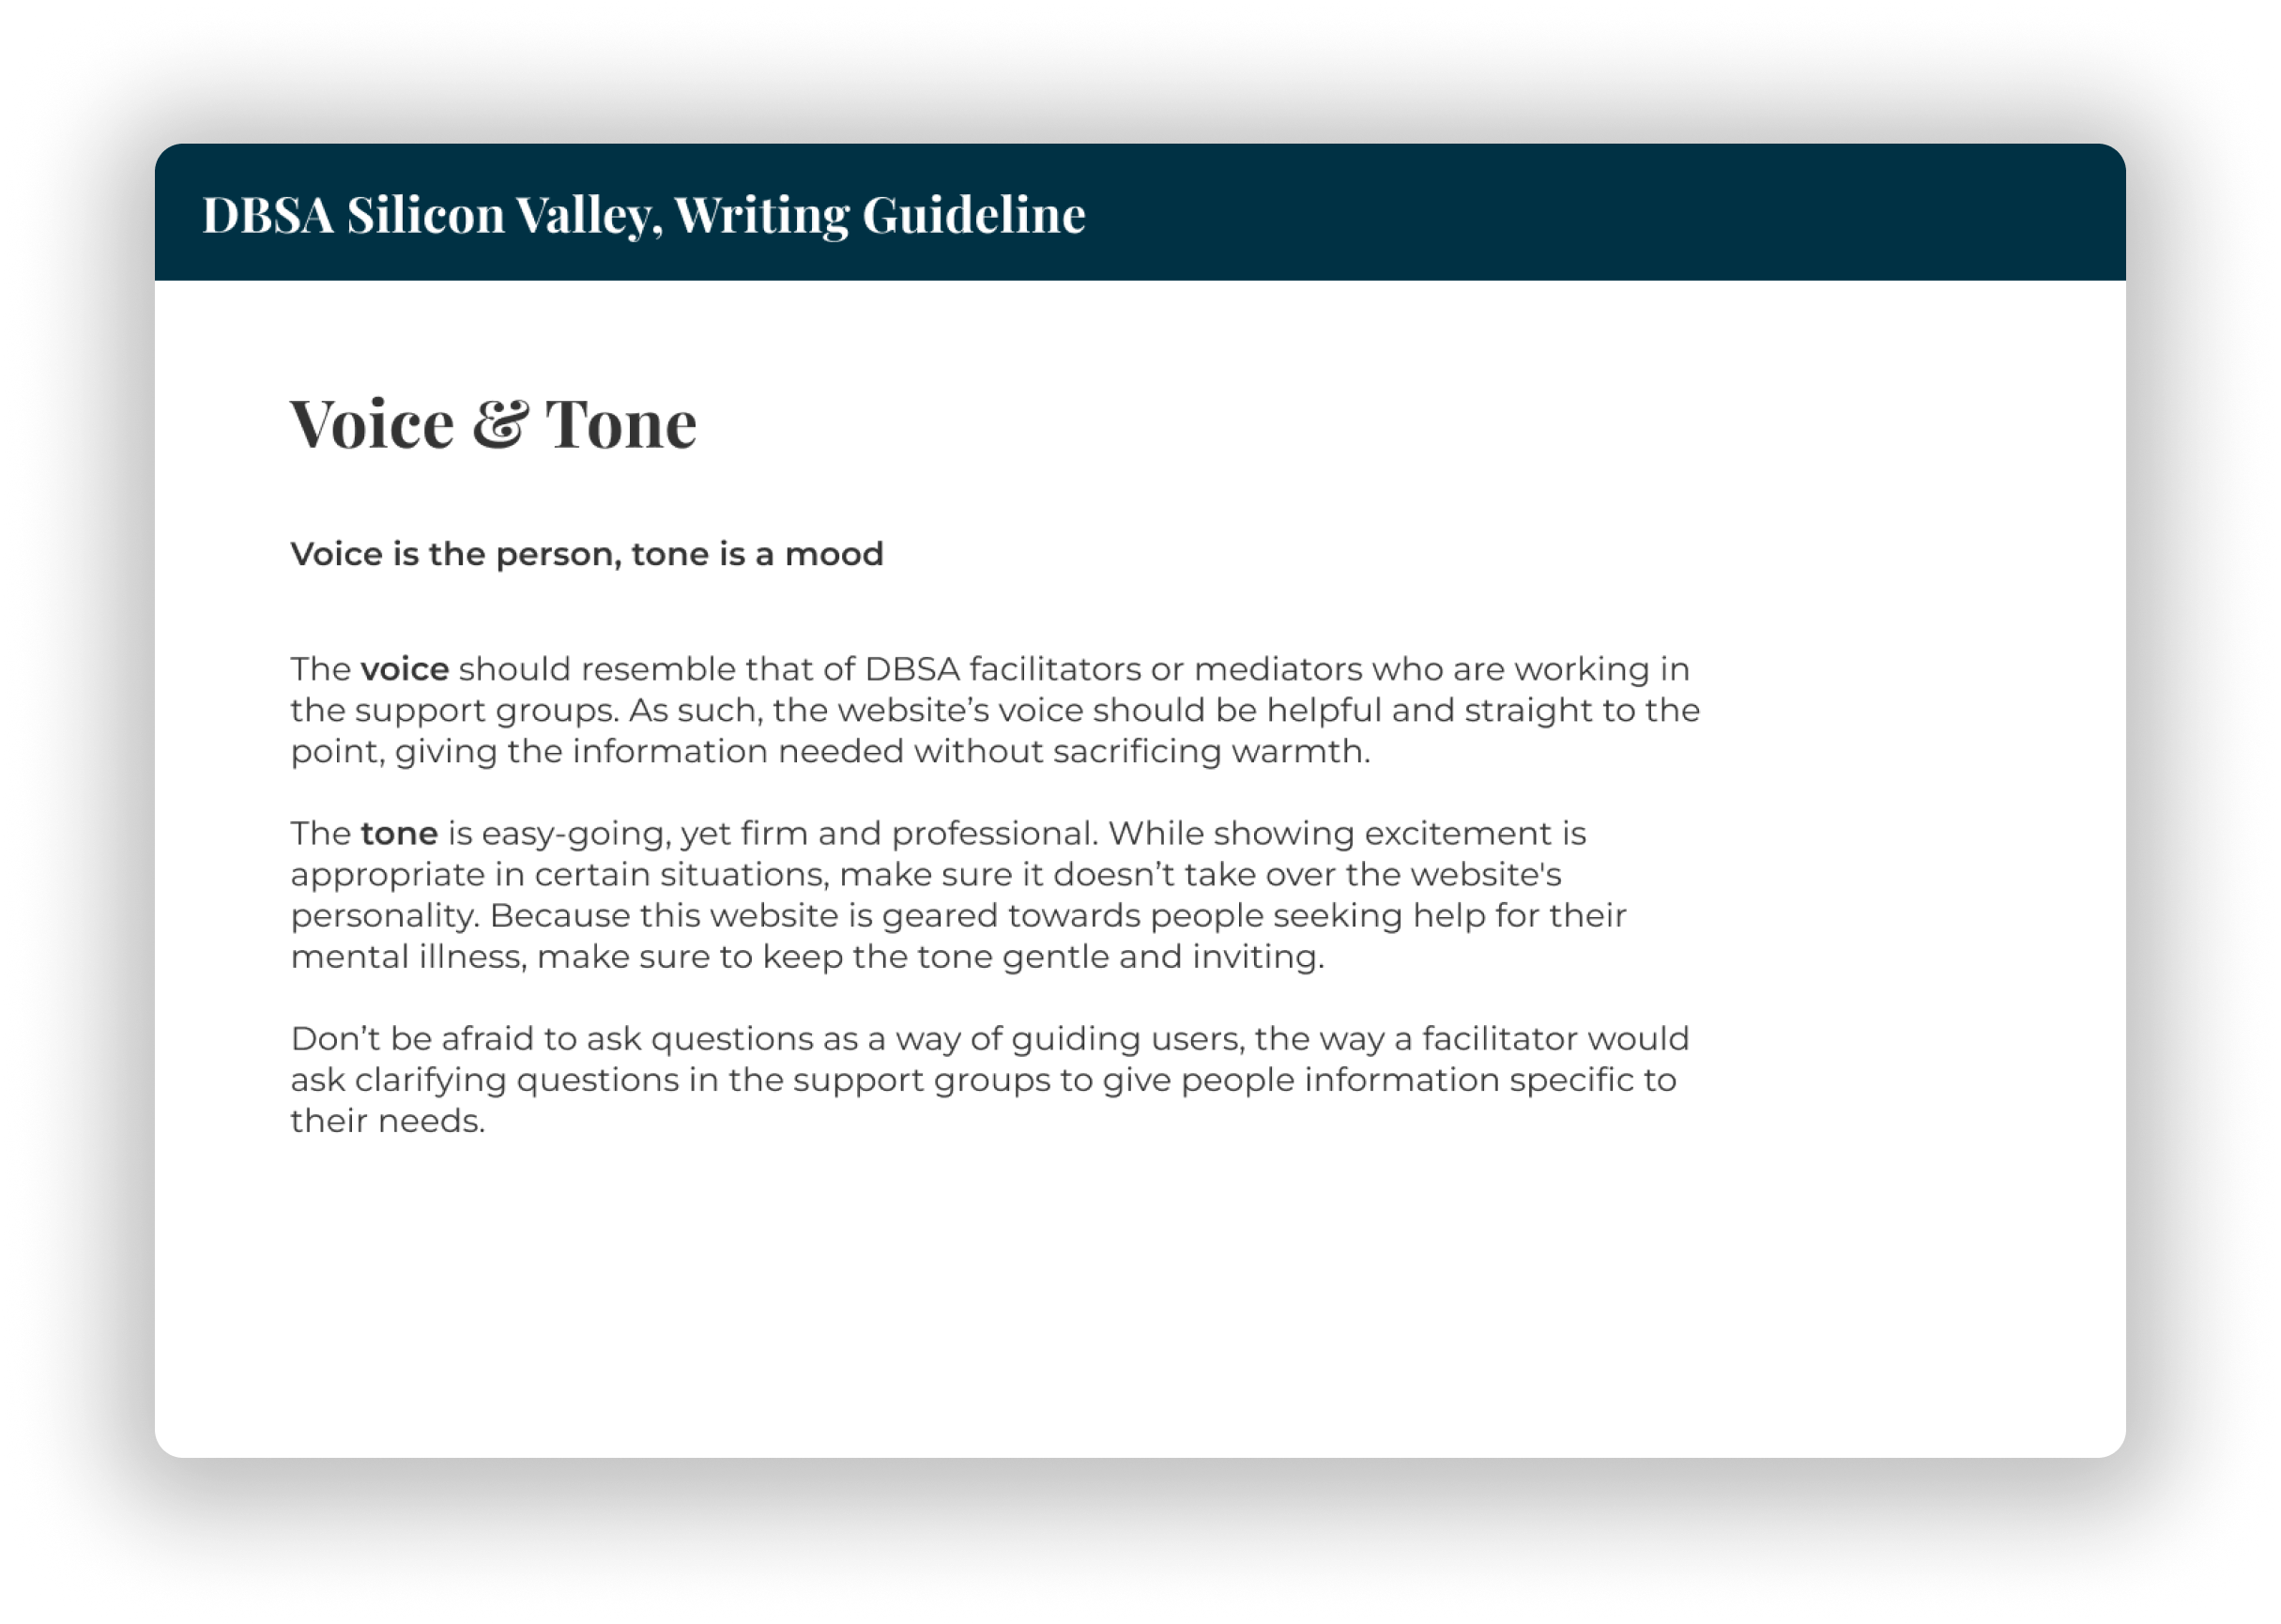 DBSA Silicon Valley, Writing Guideline
Voice & Tone
Voice is the person, tone is a mood
The voice should resemble that of DBSA facilitators or mediators who are working in
the support groups. As such, the website’s voice should be helpful and straight to the
point, giving the information needed without sacrificing warmth.
The tone is easy-going, yet firm and professional. While showing excitement is
appropriate in certain situations, make sure it doesn’t take over the website's
personality. Because this website is geared towards people seeking help for their
mental illness, make sure to keep the tone gentle and inviting.
Don’t be afraid to ask questions as a way of guiding users, the way a facilitator would
ask clarifying questions in the support groups to give people information specific to
their needs.